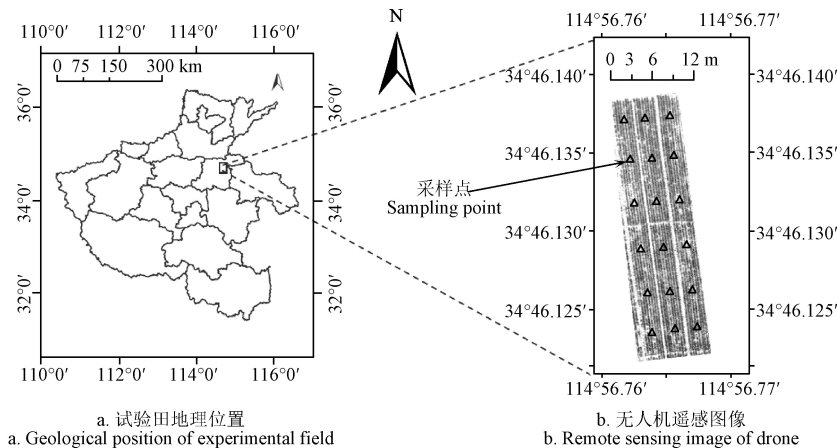 N
110°0′ 112°0′ 114°0′ 116°0′
0 75 150 300 km
36°0′
34°0′
32°0′
36°0′
34°0′
32°0′
110°0′ 112°0′ 114°0′ 116°0′
a. 试验田地理位置
a. Geological position of experimental field
采样点
Sampling point
114°56.76′ 114°56.77′
0 3 6 12 m
34°46.140′
34°46.135′
34°46.130′
34°46.125′
34°46.140′
34°46.135′
34°46.130′
34°46.125′
114°56.76′ 114°56.77′
b. 无人机遥感图像
b. Remote sensing image of drone